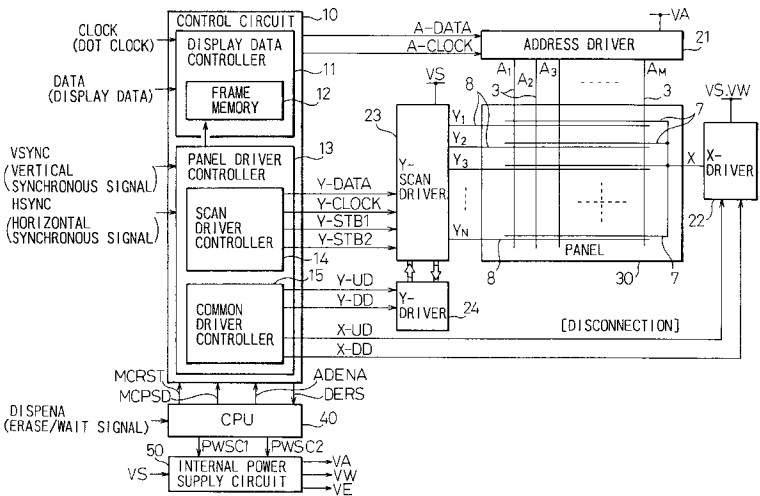 CONTROL CIRCUIT
10
CLOCK
(DOT CLOCK)
DISPLAY DATA
CONTROLLER
11
DATA
(DISPLAY DATA)
FRAME
MEMORY
12
A-DATA
A-CLOCK
VA
ADDRESS DRIVER
21
A1
A2
A3
AM
3
3
VS
23
Y-
SCAN
DRIVER
Y1
Y2
Y3
YN
8
8
7
8
7
PANEL
30
VS,VW
X
X-
DRIVER
22
VSYNC
(VERTICAL
SYNCHRONOUS SIGNAL)
HSYNC
(HORIZONTAL
SYNCHRONOUS SIGNAL)
13
PANEL DRIVER
CONTROLLER
SCAN
DRIVER
CONTROLLER
14
Y-DATA
Y-CLOCK
Y-STB1
Y-STB2
15
COMMON
DRIVER
CONTROLLER
Y-UD
Y-DD
Y-
DRIVER
24
X-UD
X-DD
[DISCONNECTION]
MCRST
MCPSD
ADENA
DERS
DISPENA
(ERASE/WAIT SIGNAL)
CPU
40
PWSC1
PWSC2
50
VS
INTERNAL POWER
SUPPLY CIRCUIT
VA
VW
VE